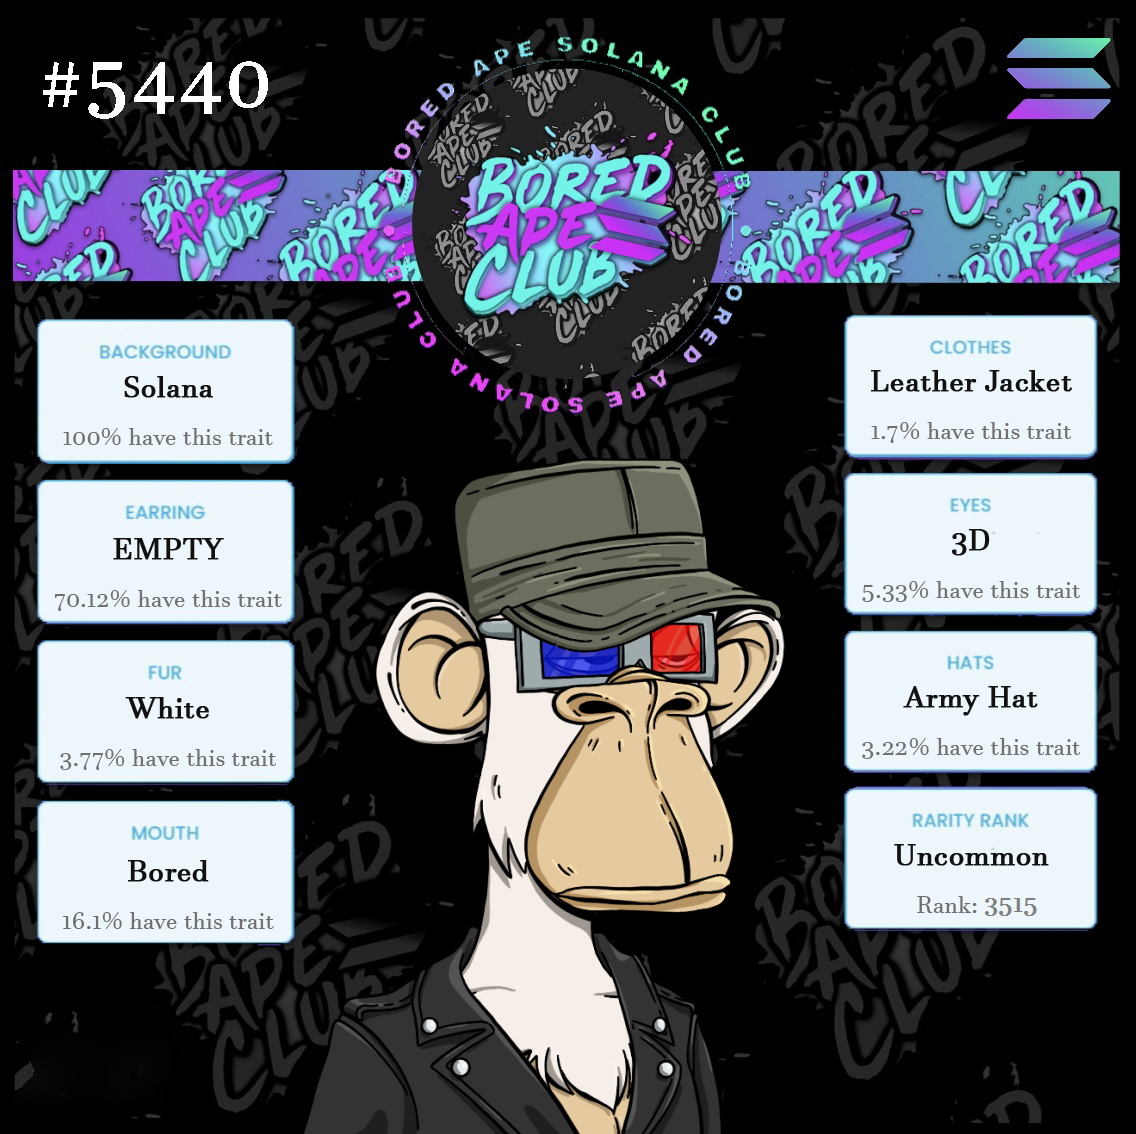 #5440
BORED APE SOLANA CLUB
BORED APE SOLANA CLUB
BORED
APE
CLUB
BACKGROUND
Solana
100% have this trait
EARRING
EMPTY
70.12% have this trait
FUR
White
3.77% have this trait
MOUTH
Bored
16.1% have this trait
CLOTHES
Leather Jacket
1.7% have this trait
EYES
3D
5.33% have this trait
HATS
Army Hat
3.22% have this trait
RARITY RANK
Uncommon
Rank: 3515